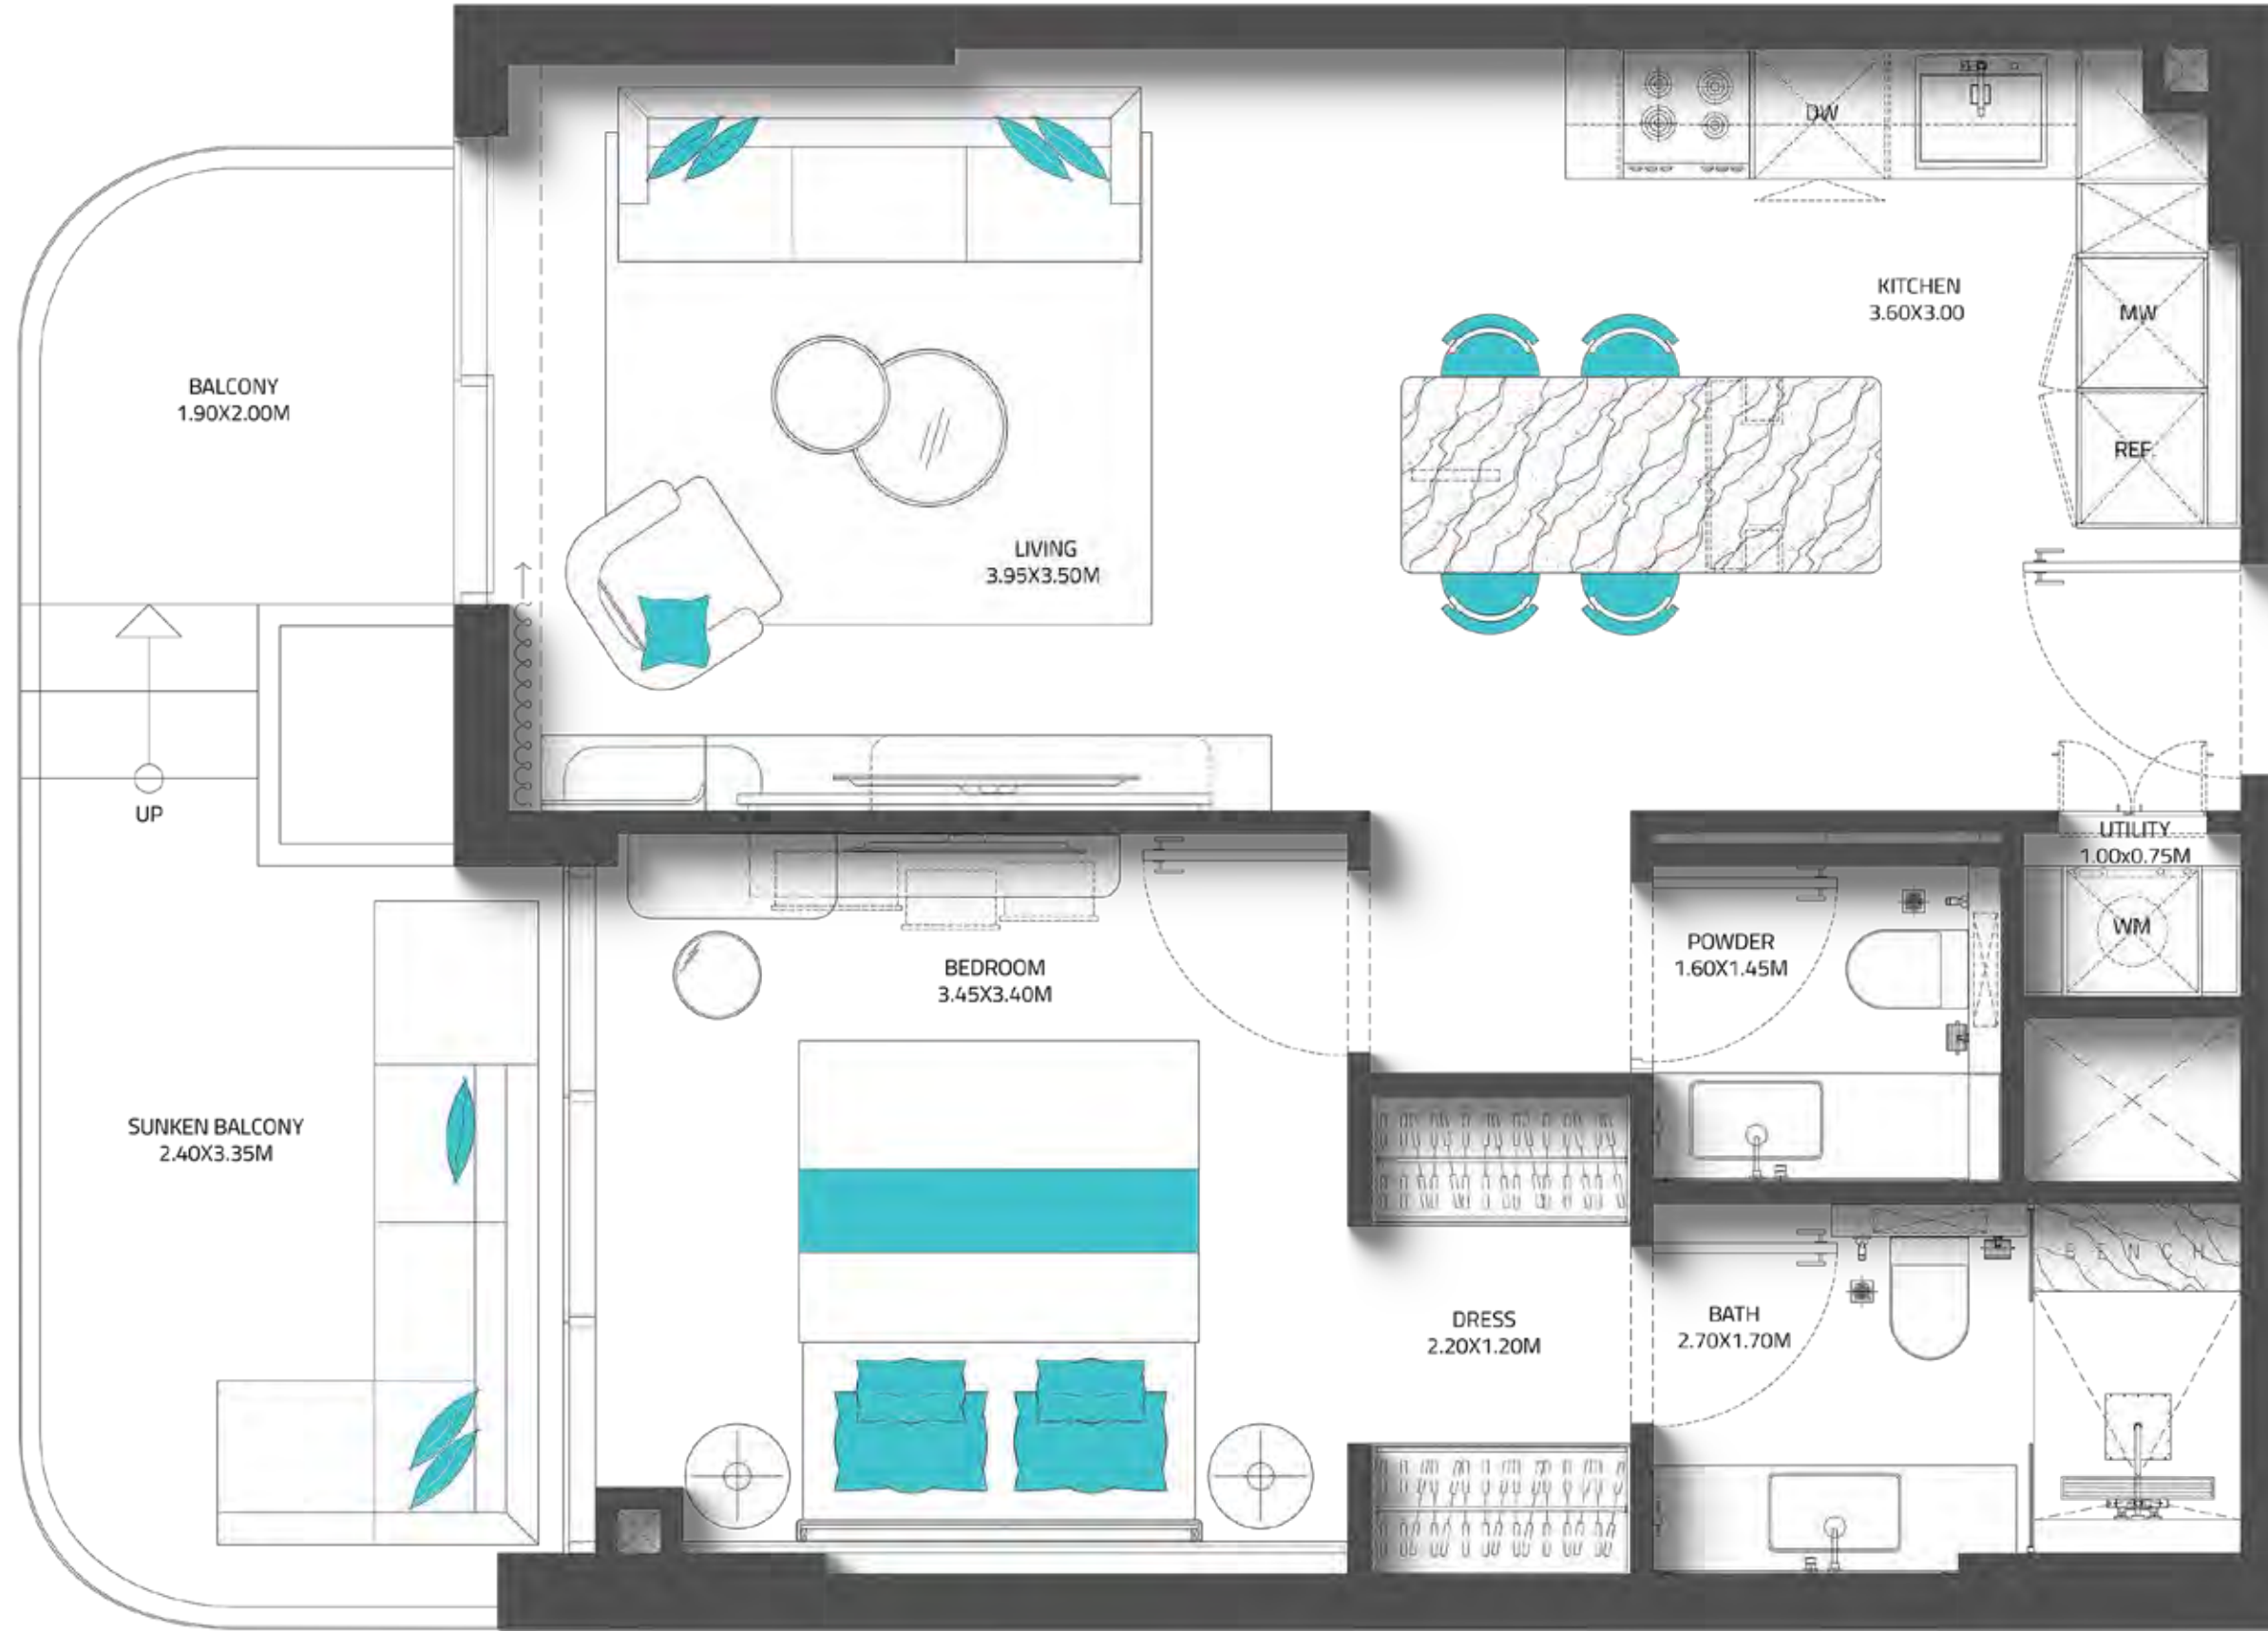 DW
KITCHEN
3.60X3.00
MW
BALCONY
1.90X2.00M
REF.
LIVING
3.95X3.50M
UP
UTILITY
1.00x0.75M
WM
POWDER
1.60X1.45M
BEDROOM
3.45X3.40M
SUNKEN BALCONY
2.40X3.35M
BENCH
DRESS
2.20X1.20M
BATH
2.70X1.70M